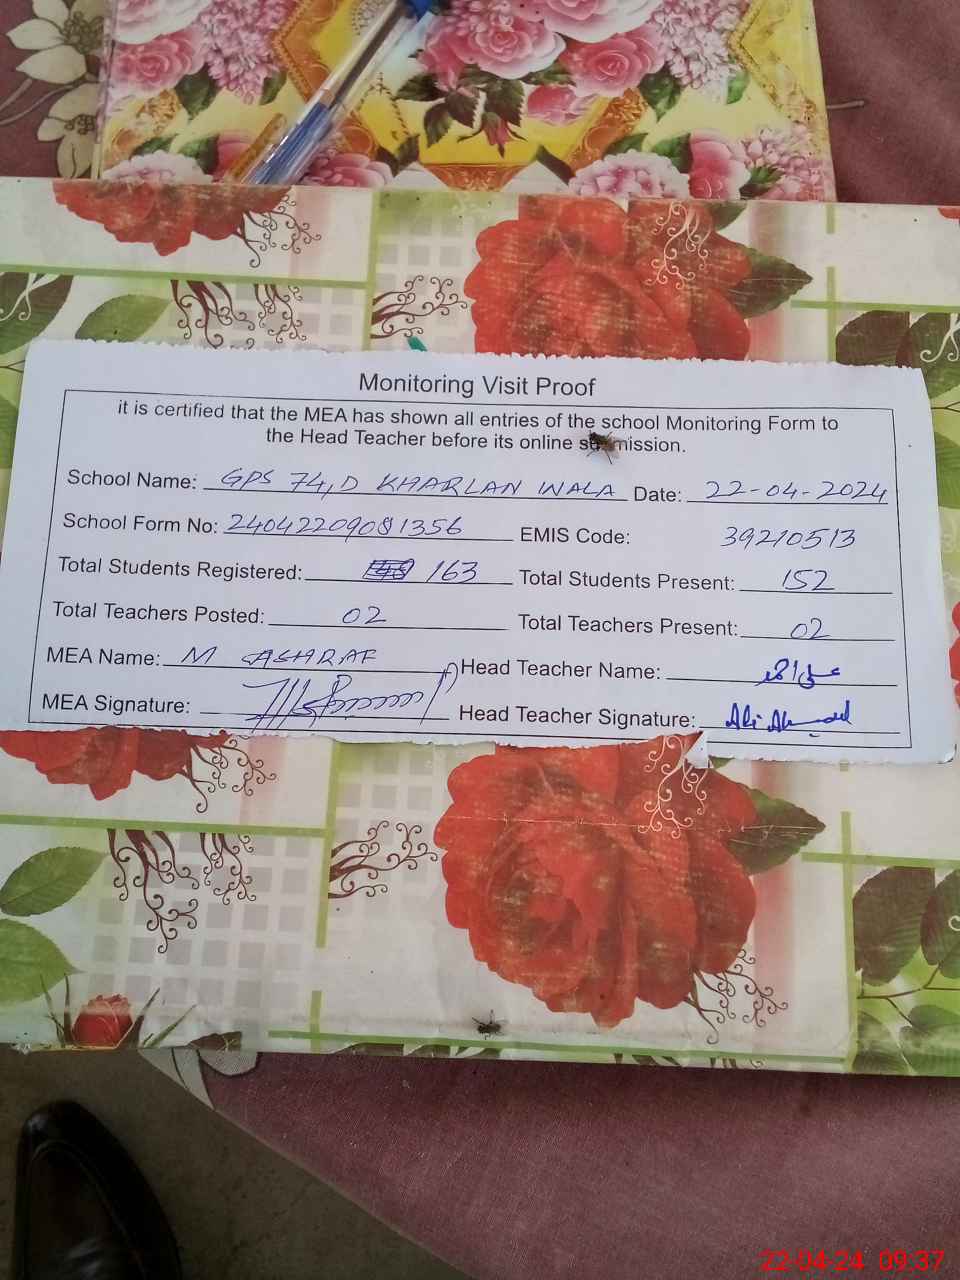 Monitoring Visit Proof
it is certified that the MEA has shown all entries of the school Monitoring Form to
the Head Teacher before its online submission.
School Name: GPS 74,D KHARLAN WALA Date: 22-04-2024
School Form No: 24042209081356 EMIS Code: 39210513
Total Students Registered: 163 Total Students Present: 152
Total Teachers Posted: 02 Total Teachers Present: 02
MEA Name: M ASHRAF Head Teacher Name: علی احمد
MEA Signature: Head Teacher Signature: Ali Ahmad
22-04-24 09:37